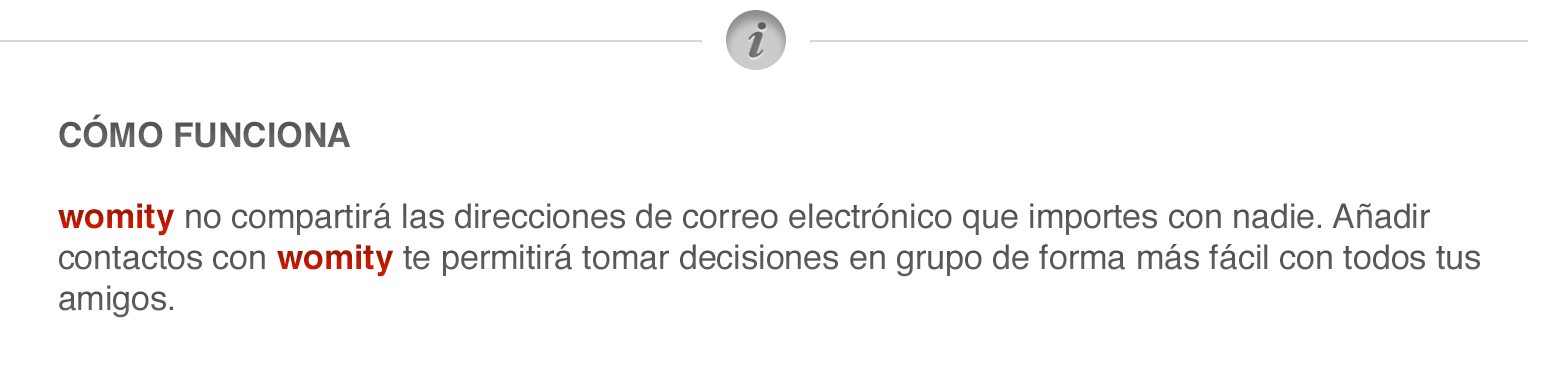 i
CÓMO FUNCIONA
womity no compartirá las direcciones de correo electrónico que importes con nadie. Añadir
contactos con womity te permitirá tomar decisiones en grupo de forma más fácil con todos tus
amigos.